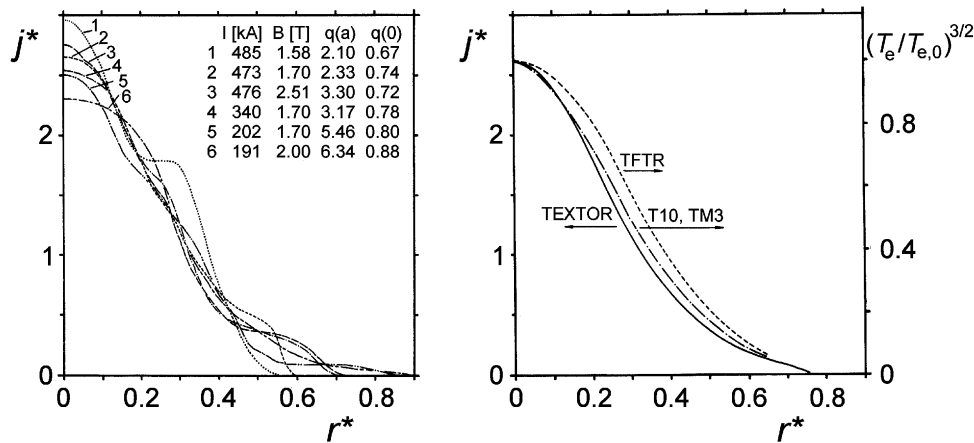 j*
2
1
0
1
2
3
4
5
6
I [kA] B [T] q(a) q(0)
1 485 1.58 2.10 0.67
2 473 1.70 2.33 0.74
3 476 2.51 3.30 0.72
4 340 1.70 3.17 0.78
5 202 1.70 5.46 0.80
6 191 2.00 6.34 0.88
0 0.2 0.4 0.6 0.8
r*
j*
2
1
0
(Te/Te,0)3/2
0.8
0.4
0
TFTR
TEXTOR
T10, TM3
0 0.2 0.4 0.6 0.8
r*